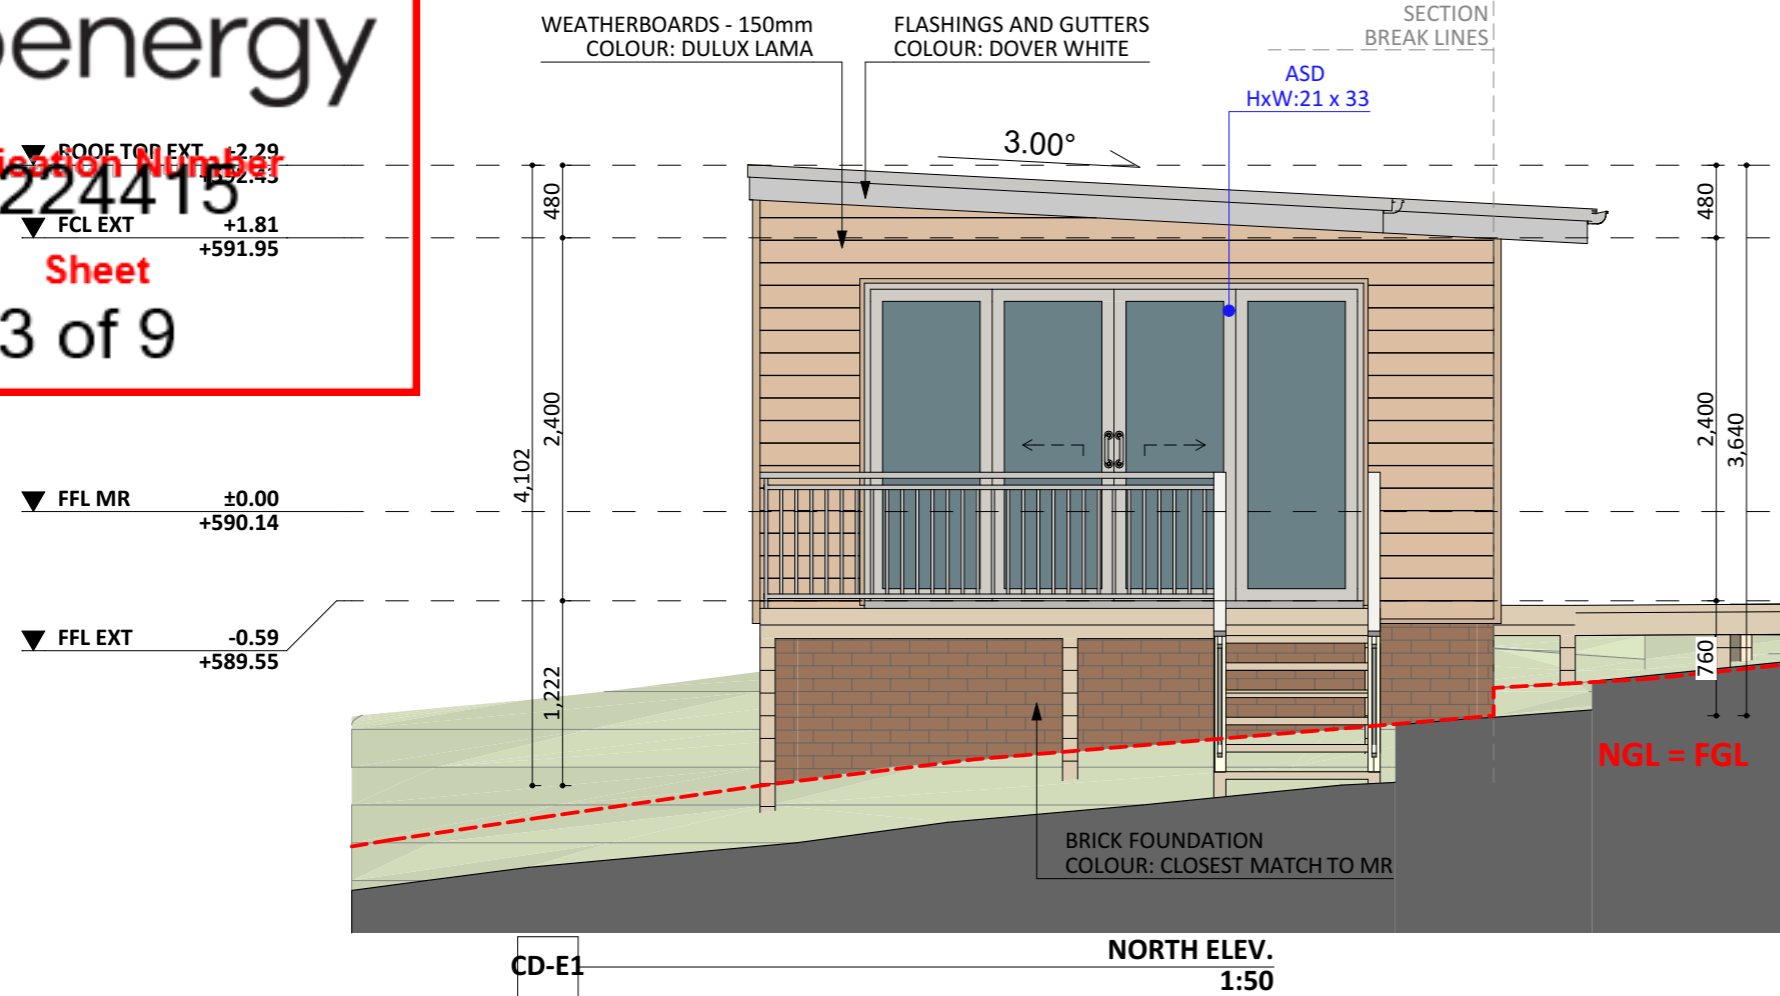 energy
WEATHERBOARDS - 150mm
COLOUR: DULUX LAMA
FLASHINGS AND GUTTERS
COLOUR: DOVER WHITE
SECTION
BREAK LINES
ASD
HxW:21 x 33
3.00°
ROOF TOP EXT +2.29
+592.43
Number
224415
FCL EXT +1.81
+591.95
Sheet
3 of 9
480
2,400
4,102
1,222
480
2,400
3,640
760
FFL MR ±0.00
+590.14
FFL EXT -0.59
+589.55
NGL = FGL
BRICK FOUNDATION
COLOUR: CLOSEST MATCH TO MR
CD-E1
NORTH ELEV.
1:50